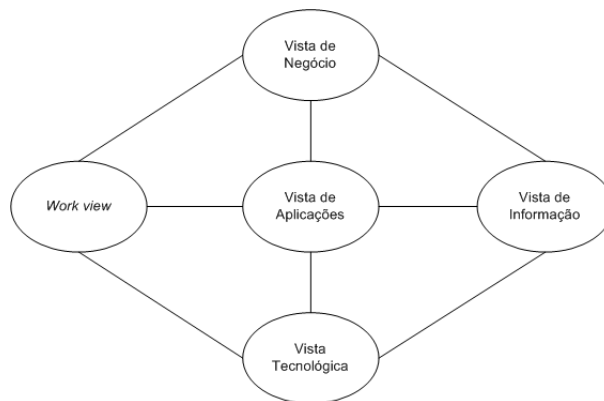 Vista de
Negócio
Work view
Vista de
Aplicações
Vista de
Informação
Vista
Tecnológica